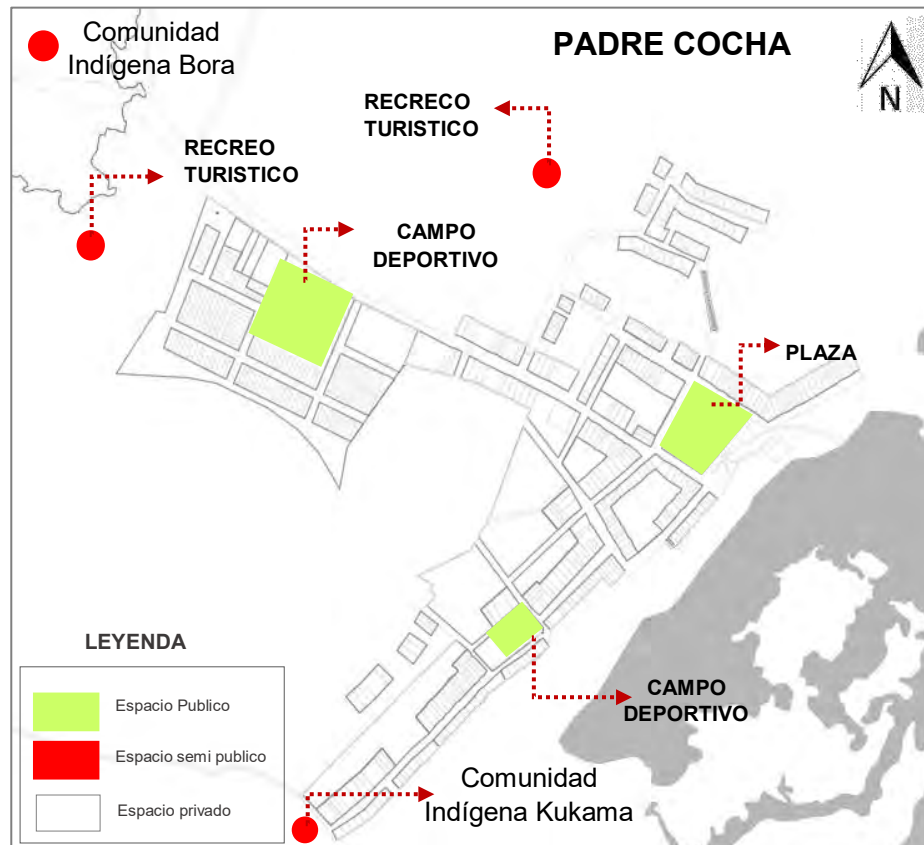 Comunidad
Indígena Bora
PADRE COCHA
N
RECRECO
TURISTICO
RECREO
TURISTICO
CAMPO
DEPORTIVO
PLAZA
LEYENDA
Espacio Publico
Espacio semi publico
Espacio privado
CAMPO
DEPORTIVO
Comunidad
Indígena Kukama